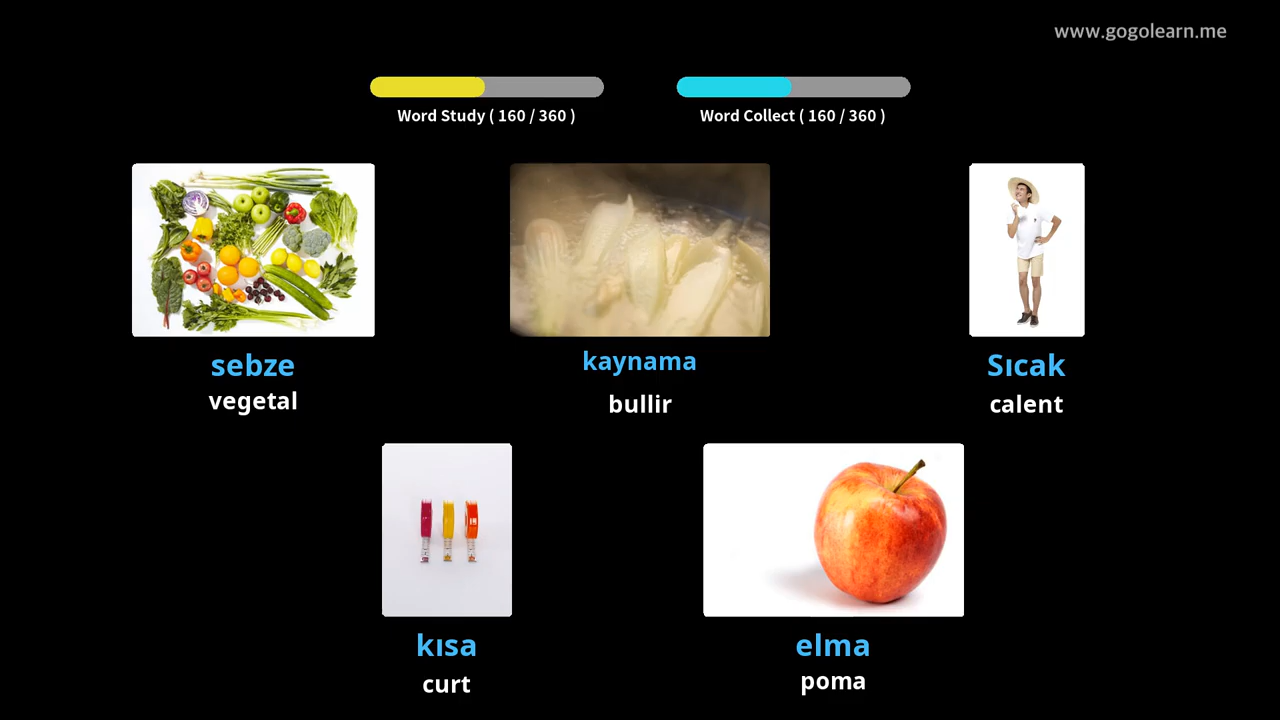 www.gogolearn.me
Word Study ( 160 / 360 )
Word Collect ( 160 / 360 )
sebze
vegetal
kaynama
bullir
Sıcak
calent
kısa
curt
elma
poma